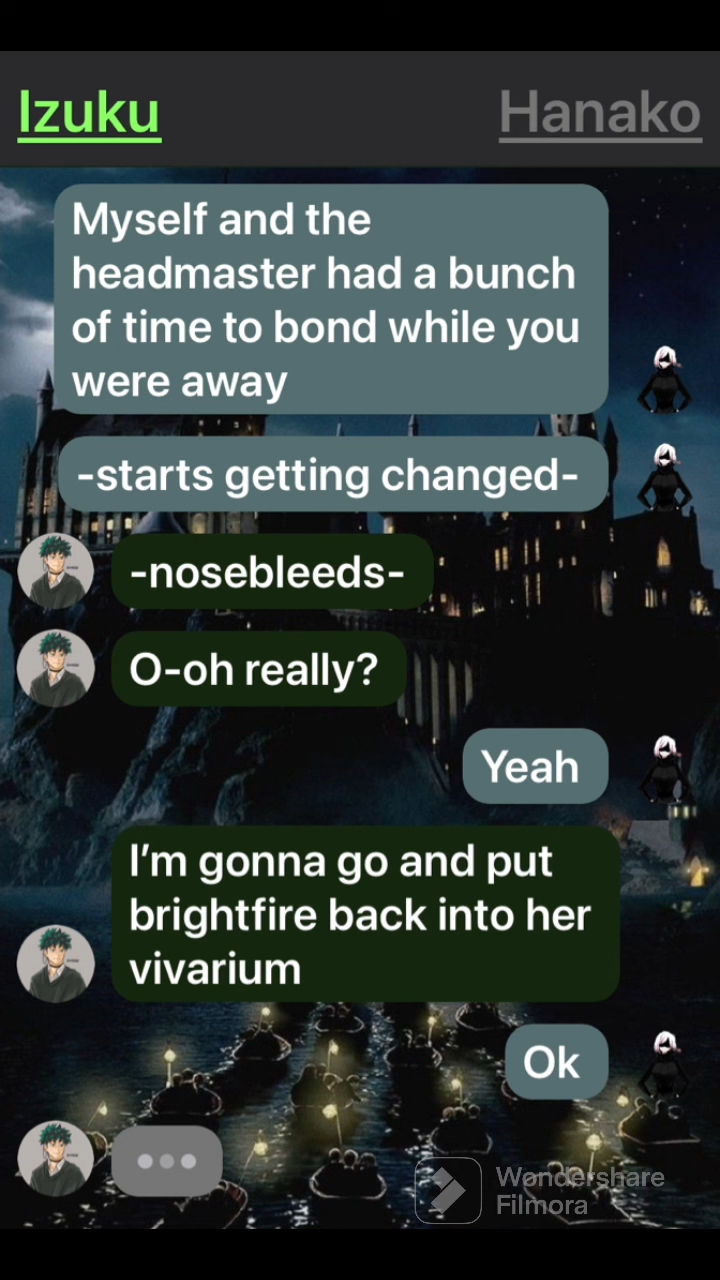 Izuku
Hanako
Myself and the
headmaster had a bunch
of time to bond while you
were away
-starts getting changed-
-nosebleeds-
O-oh really?
Yeah
I'm gonna go and put
brightfire back into her
vivarium
Ok
Wondershare
Filmora